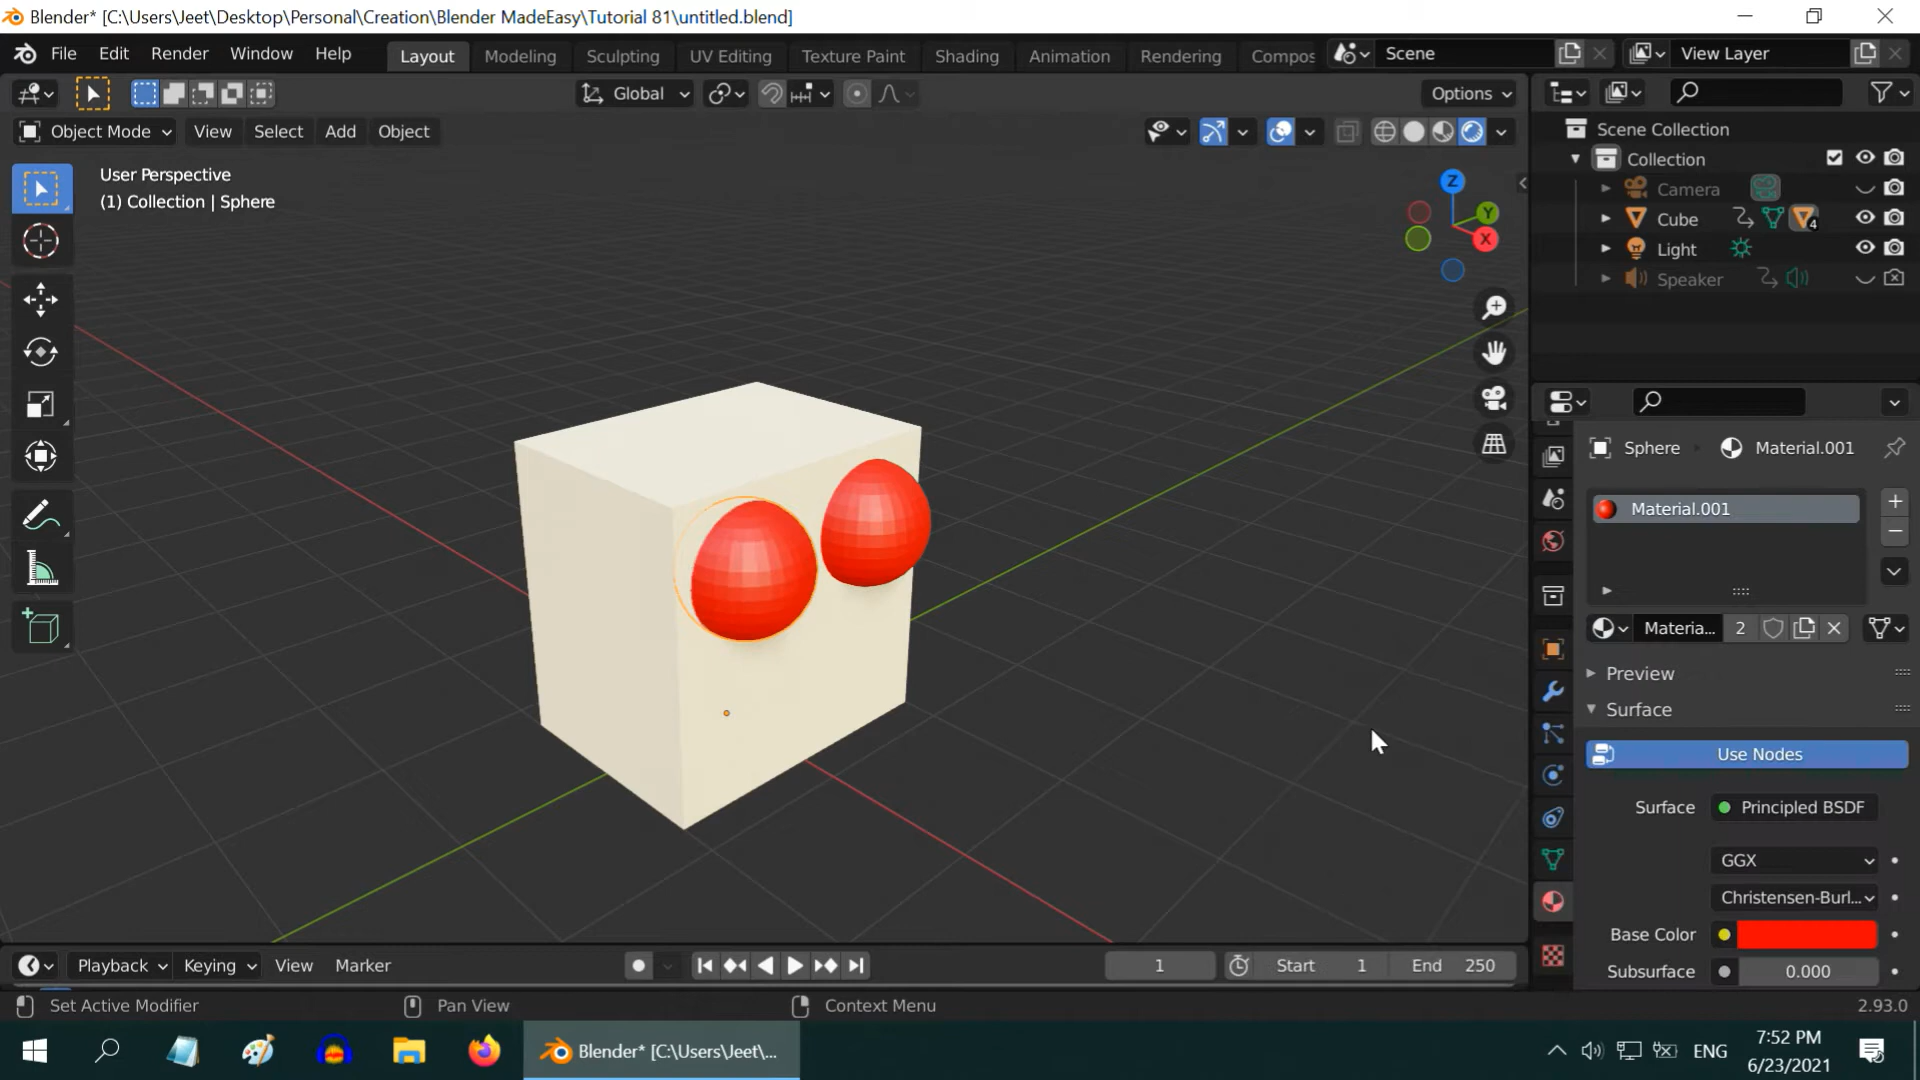 Blender* [C:\Users\Jeet\Desktop\Personal\Creation\Blender MadeEasy\Tutorial 81\untitled.blend]
File Edit Render Window Help Layout Modeling Sculpting UV Editing Texture Paint Shading Animation Rendering Compos Scene View Layer
Global Options
Object Mode View Select Add Object
User Perspective
(1) Collection | Sphere
Z
Y
X
Scene Collection
Collection
Camera
Cube 4
Light
Speaker
Sphere Material.001
Material.001
Materia... 2
Preview
Surface
Use Nodes
Surface Principled BSDF
GGX
Christensen-Burl...
Base Color
Subsurface 0.000
Playback Keying View Marker 1 Start 1 End 250
Set Active Modifier Pan View Context Menu 2.93.0
Blender* [C:\Users\Jeet\... ENG 7:52 PM
6/23/2021